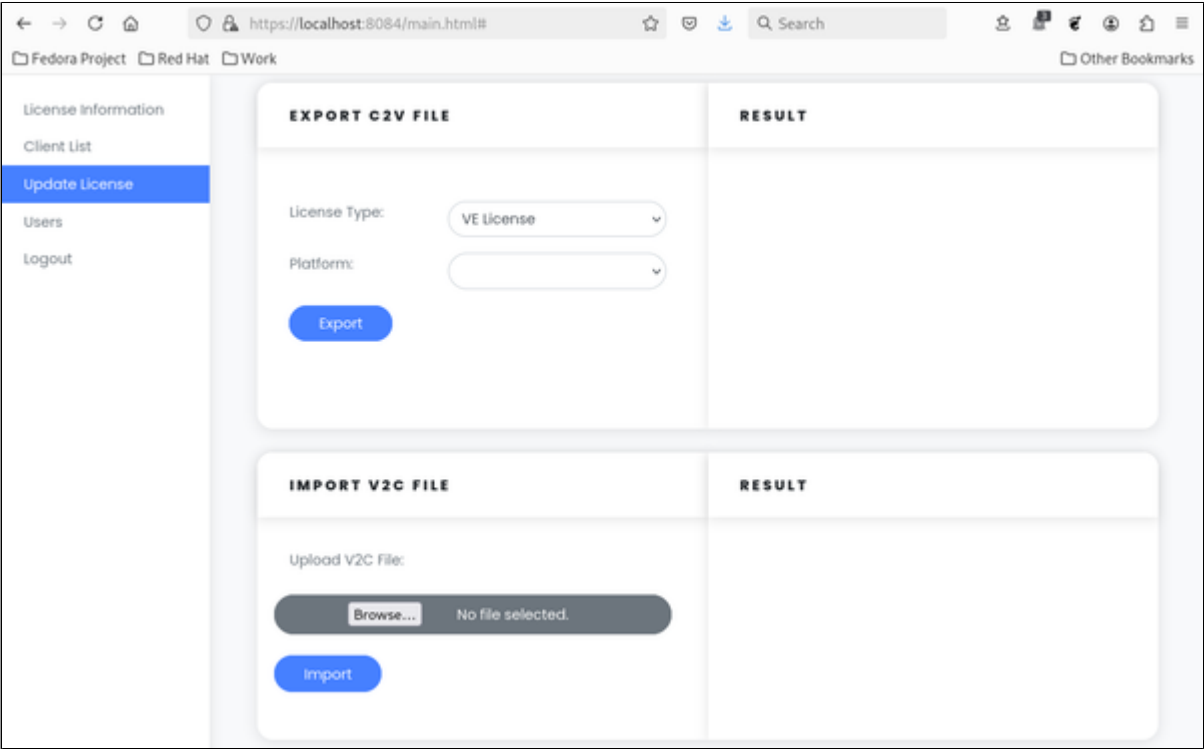 https://localhost:8084/main.html#
Search
Fedora Project Red Hat Work Other Bookmarks
License Information
Client List
Update License
Users
Logout
EXPORT C2V FILE
RESULT
License Type: VE License
Platform:
Export
IMPORT V2C FILE
RESULT
Upload V2C File:
Browse... No file selected.
Import